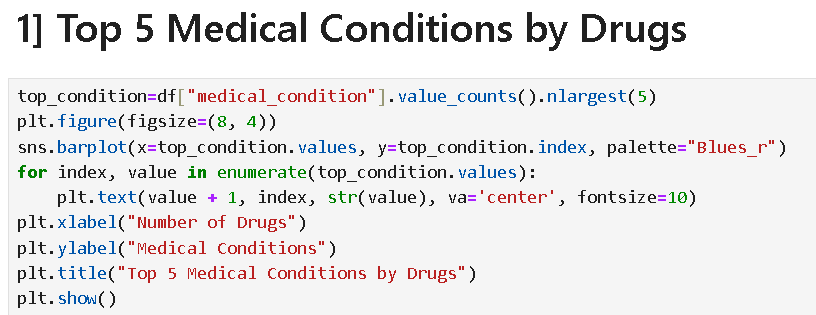 1] Top 5 Medical Conditions by Drugs
top_condition=df["medical_condition"].value_counts().nlargest(5)
plt.figure(figsize=(8, 4))
sns.barplot(x=top_condition.values, y=top_condition.index, palette="Blues_r")
for index, value in enumerate(top_condition.values):
    plt.text(value + 1, index, str(value), va='center', fontsize=10)
plt.xlabel("Number of Drugs")
plt.ylabel("Medical Conditions")
plt.title("Top 5 Medical Conditions by Drugs")
plt.show()